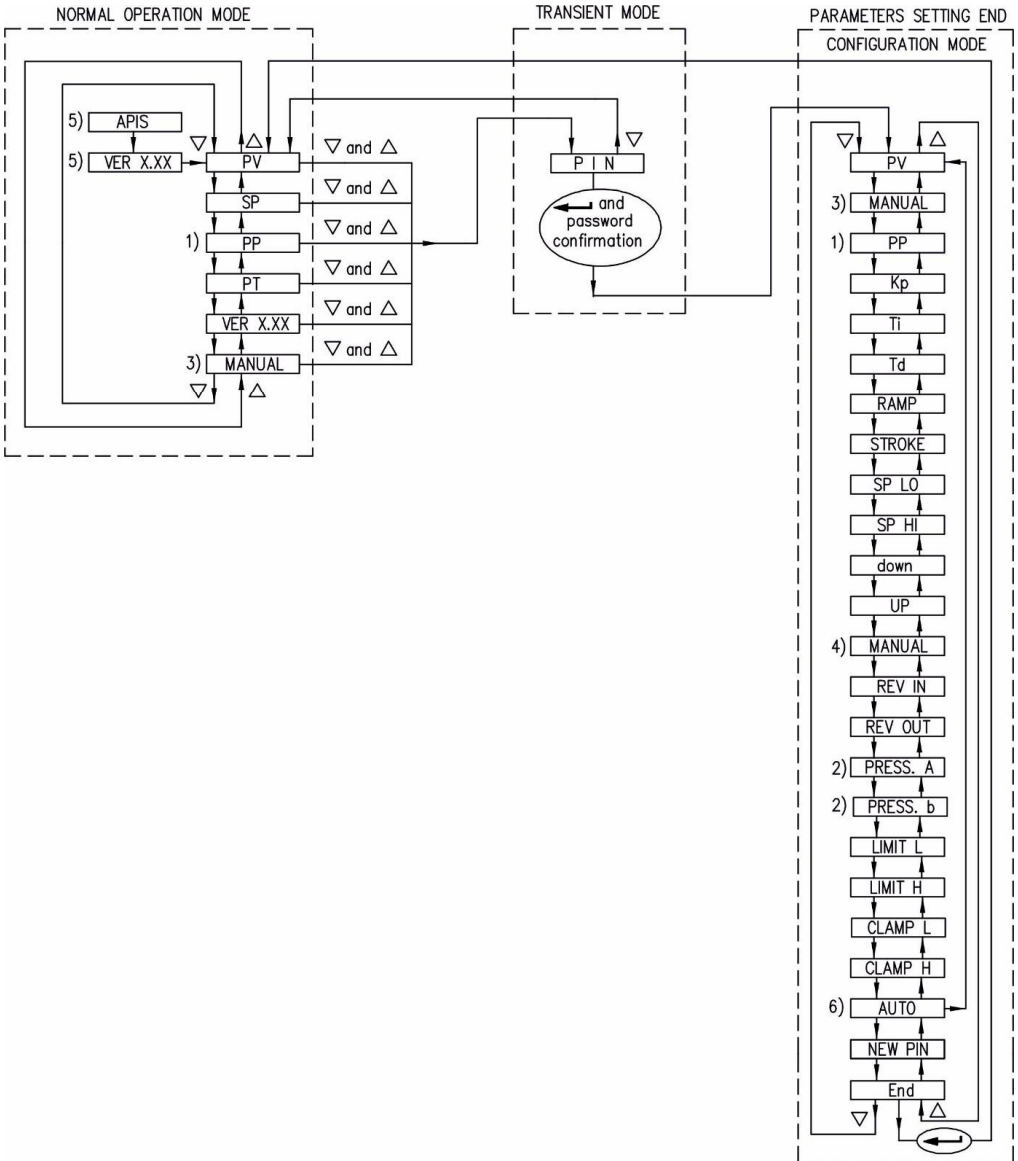 NORMAL OPERATION MODE
5) APIS
5) VER X.XX
▽ △
PV
▽ and △
SP
▽ and △
1) PP
▽ and △
PT
▽ and △
VER X.XX
▽ and △
3) MANUAL
▽ and △
▽ △
TRANSIENT MODE
▽
P I N
and
password
confirmation
PARAMETERS SETTING END
CONFIGURATION MODE
▽ △
PV
3) MANUAL
1) PP
Kp
Ti
Td
RAMP
STROKE
SP LO
SP HI
down
UP
4) MANUAL
REV IN
REV OUT
2) PRESS. A
2) PRESS. b
LIMIT L
LIMIT H
CLAMP L
CLAMP H
6) AUTO
NEW PIN
End
▽ △